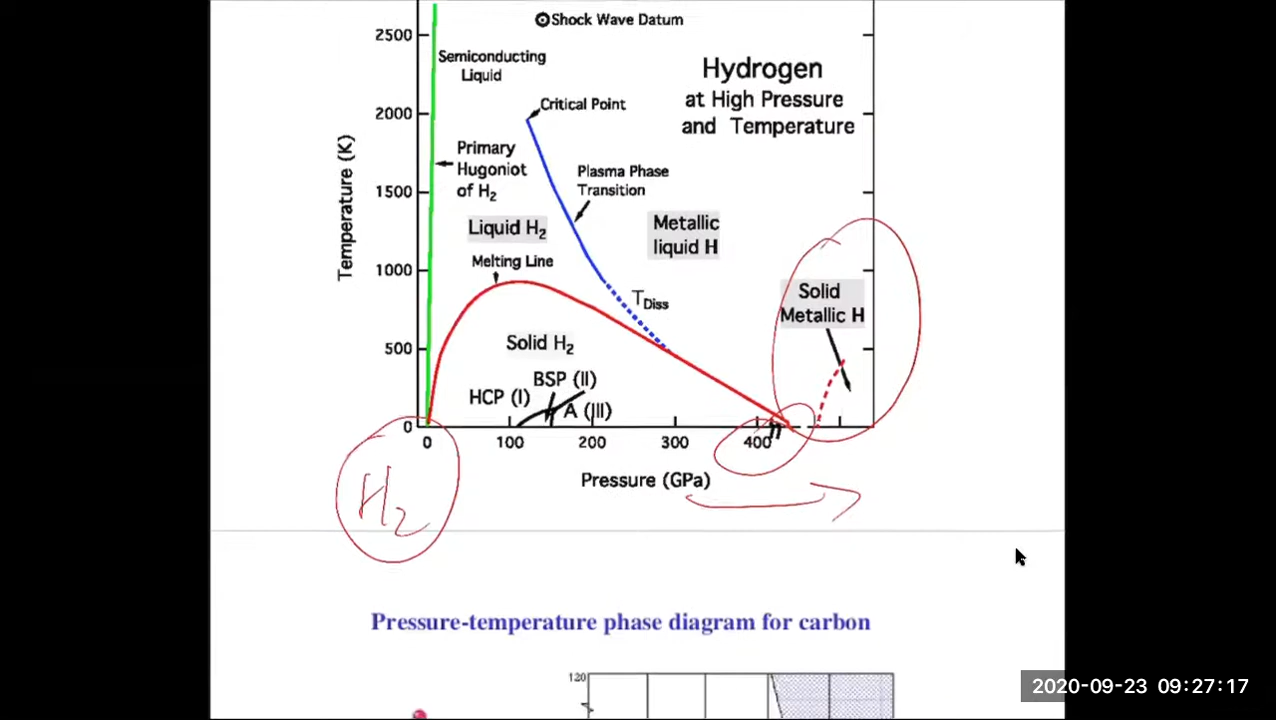 Shock Wave Datum
2500
Semiconducting
Liquid
Hydrogen
at High Pressure
and Temperature
Critical Point
2000
Temperature (K)
Primary
Hugoniot
of H2
Plasma Phase
Transition
1500
Liquid H2
Metallic
liquid H
Melting Line
1000
TDiss
Solid
Metallic H
500
Solid H2
BSP (II)
HCP (I)
A (III)
0
0 100 200 300 400
Pressure (GPa)
H2
Pressure-temperature phase diagram for carbon
120
2020-09-23 09:27:17